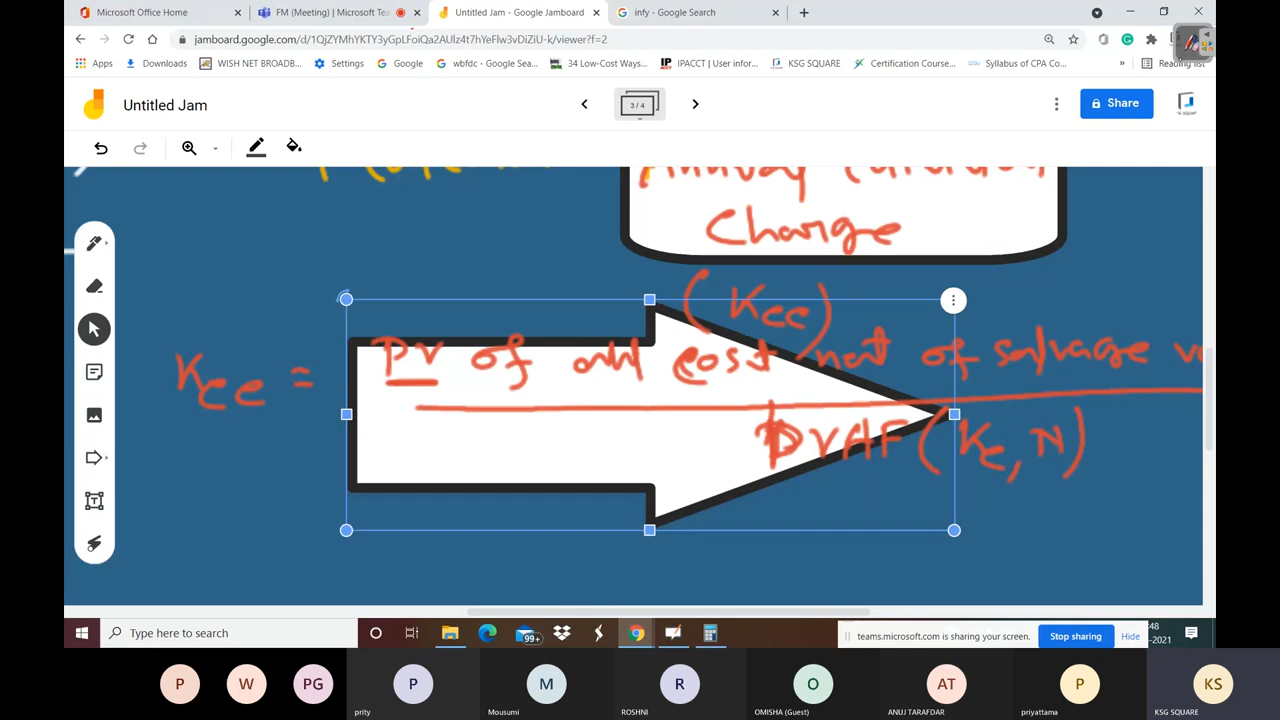 Microsoft Office Home
FM (Meeting) | Microsoft Tea
Untitled Jam - Google Jamboard
infy - Google Search
jamboard.google.com/d/1QjZYMhYKTY3yGpLFoiQa2AUlz4t7hYeFlw3vDiZiU-k/viewer?f=2
Apps
Downloads
WISH NET BROADB...
Settings
Google
wbfdc - Google Sea...
34 Low-Cost Ways...
IPACCT | User infor...
KSG SQUARE
Certification Course...
Syllabus of CPA Co...
»
Reading list
Untitled Jam
3 / 4
Share
Charge
(Kce)
Kce =
PV of all cost net of salvage v
PVAF (Kc, N)
Type here to search
99+
teams.microsoft.com is sharing your screen.
Stop sharing
Hide
48
-2021
P
W
PG
P
M
R
O
AT
P
KS
prity
Mousumi
ROSHNI
OMISHA (Guest)
ANUJ TARAFDAR
priyattama
KSG SQUARE